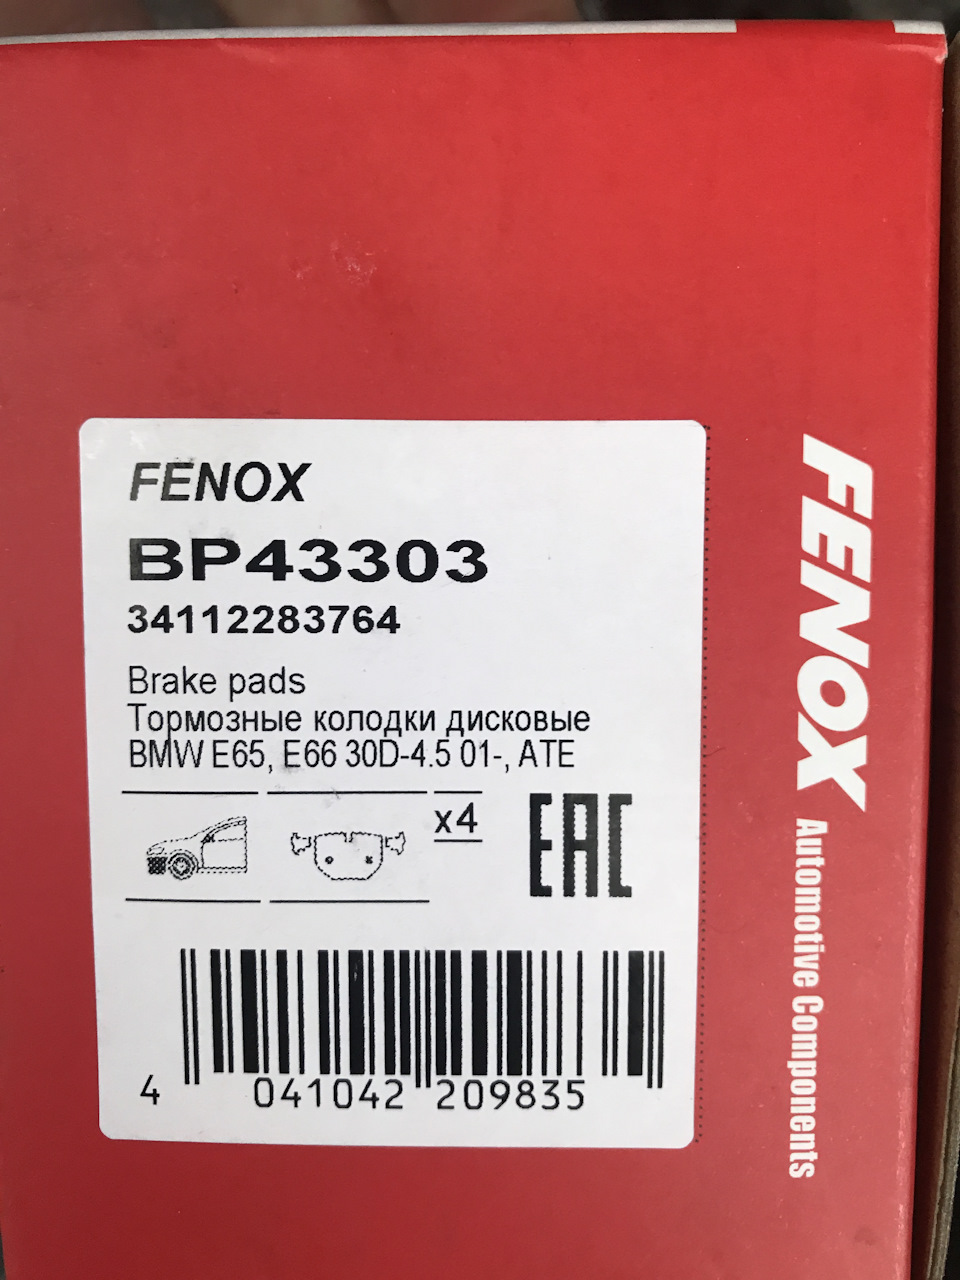 FENOX
BP43303
34112283764
Brake pads
Тормозные колодки дисковые
BMW E65, E66 30D-4.5 01-, ATE
x4
EAC
4 041042 209835
FENOX Automotive Components